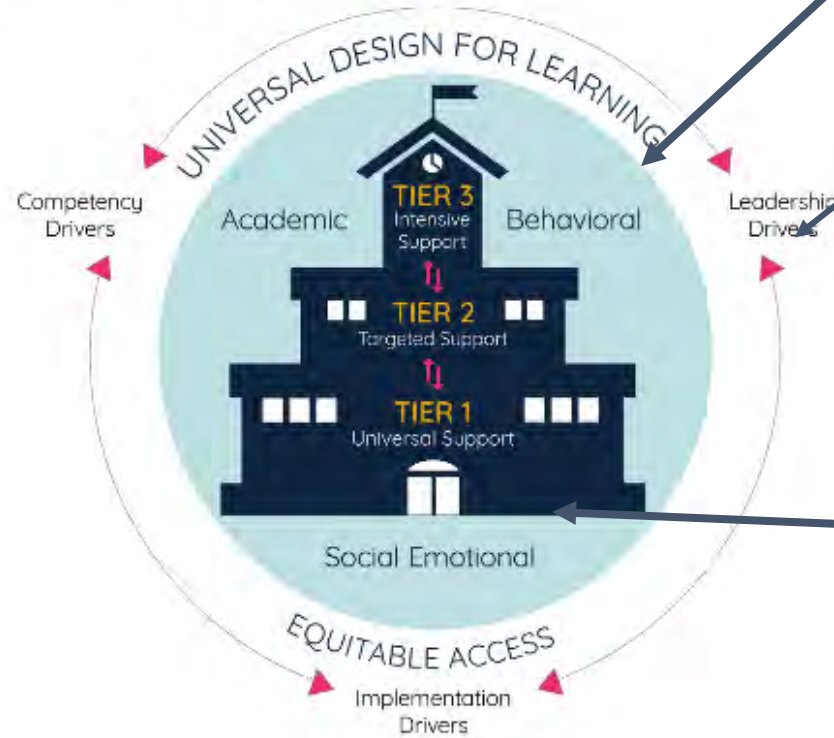 UNIVERSAL DESIGN FOR LEARNING
Competency
Drivers
Leadership
Drivers
Academic
Behavioral
TIER 3
Intensive
Support
TIER 2
Targeted Support
TIER 1
Universal Support
Social Emotional
EQUITABLE ACCESS
Implementation
Drivers